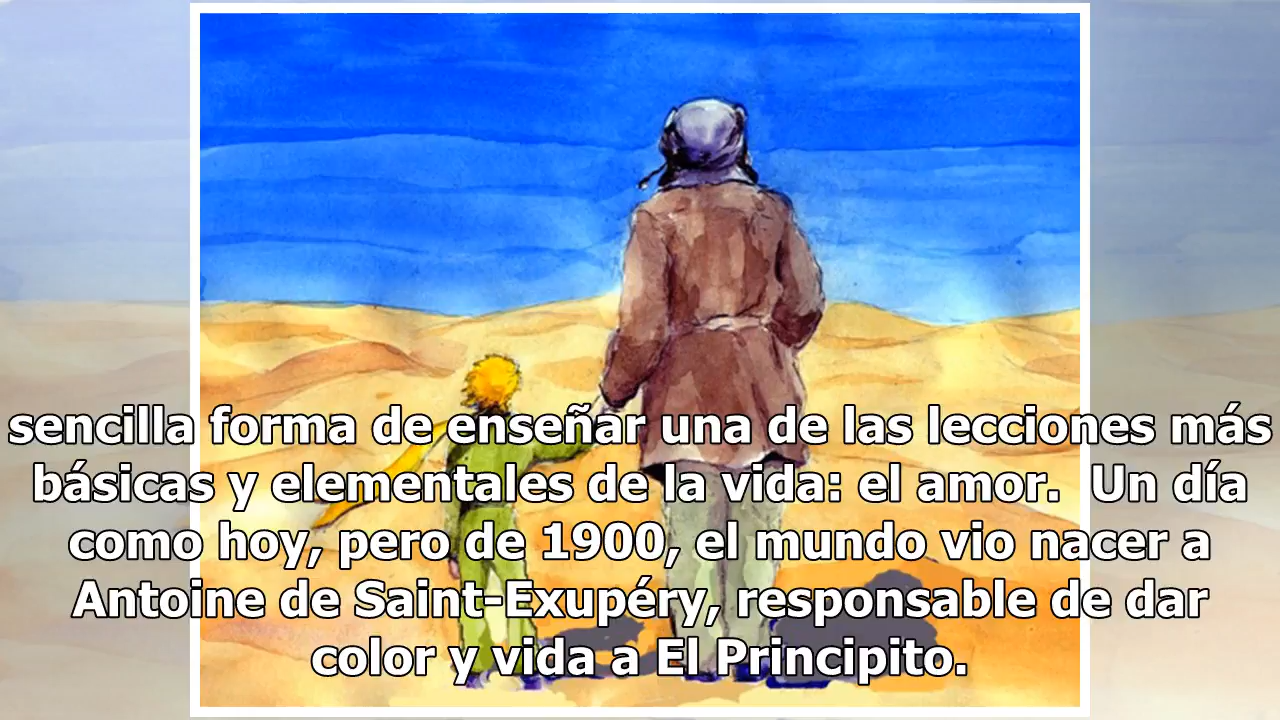 sencilla forma de enseñar una de las lecciones más
básicas y elementales de la vida: el amor.  Un día
como hoy, pero de 1900, el mundo vio nacer a
Antoine de Saint-Exupéry, responsable de dar
color y vida a El Principito.